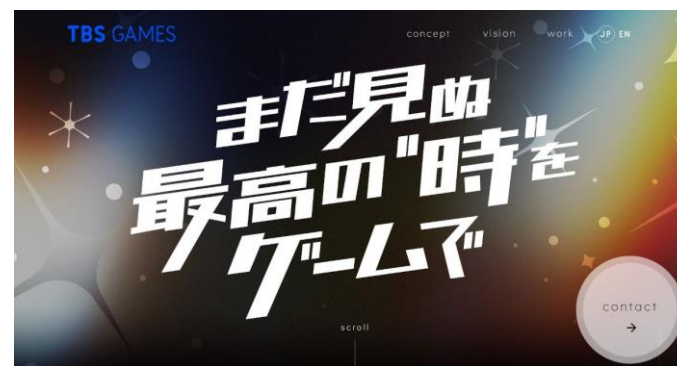 TBS GAMES
concept vision work JP EN
まだ見ぬ
最高の"時"を
ゲームで
contact
scroll